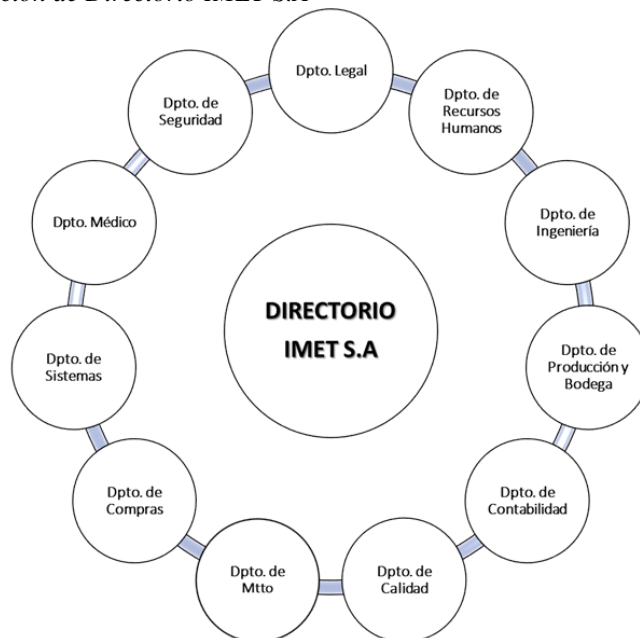 ción de Directorio IMET S.A
Dpto. Legal
Dpto. de
Recursos
Humanos
Dpto. de
Ingeniería
Dpto. de
Producción y
Bodega
Dpto. de
Contabilidad
Dpto. de
Calidad
Dpto. de
Mtto
Dpto. de
Compras
Dpto. de
Sistemas
Dpto. Médico
Dpto. de
Seguridad
DIRECTORIO
IMET S.A